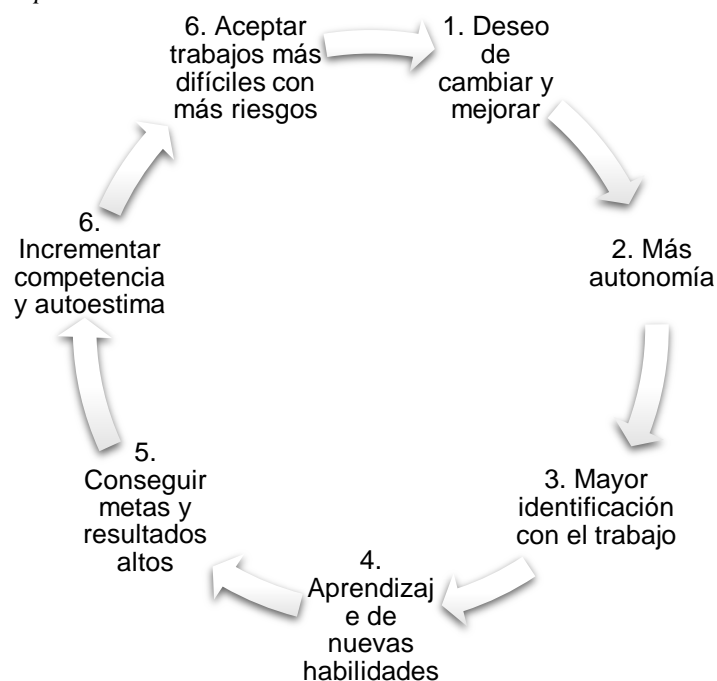 1. Deseo
de
cambiar y
mejorar
2. Más
autonomía
3. Mayor
identificación
con el trabajo
4.
Aprendizaj
e de
nuevas
habilidades
5.
Conseguir
metas y
resultados
altos
6.
Incrementar
competencia
y autoestima
6. Aceptar
trabajos más
difíciles con
más riesgos